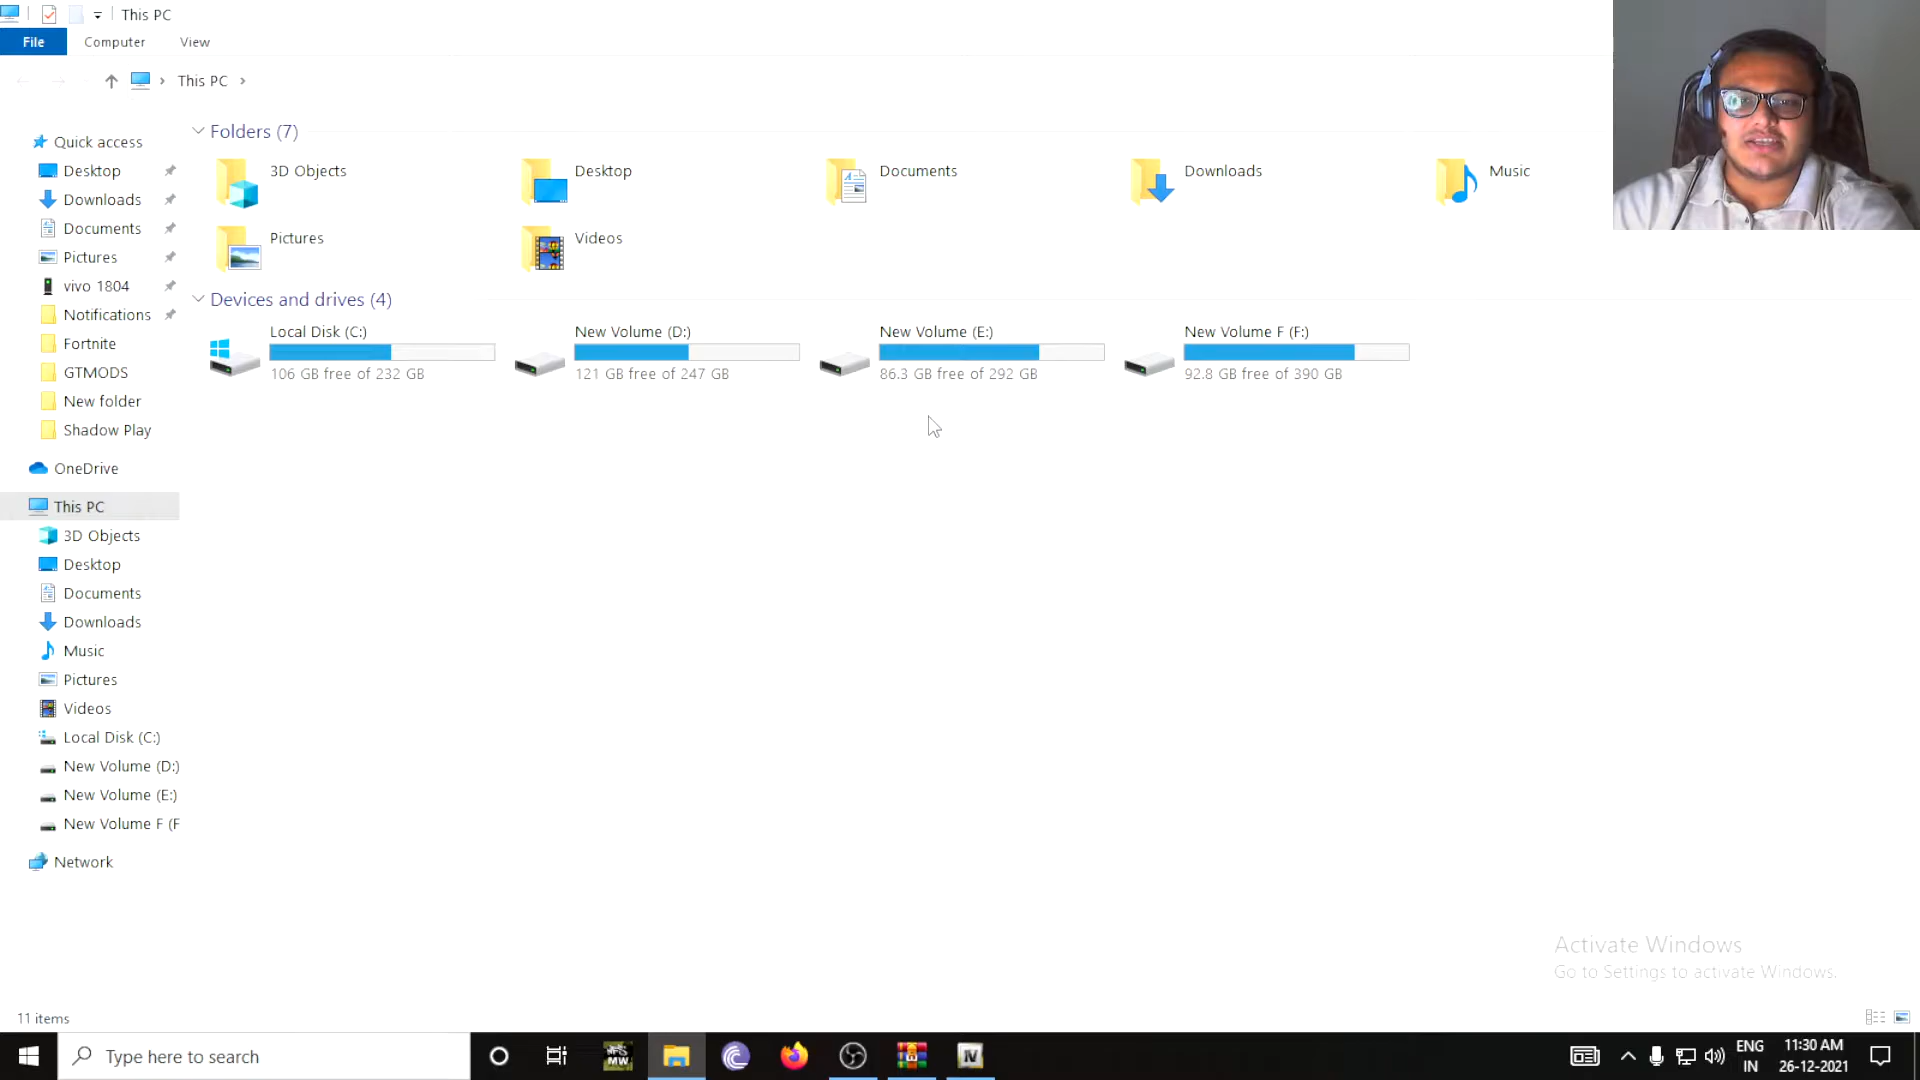 This PC
File
Computer
View
This PC
Quick access
Desktop
Downloads
Documents
Pictures
vivo 1804
Notifications
Fortnite
GTMODS
New folder
Shadow Play
OneDrive
This PC
3D Objects
Desktop
Documents
Downloads
Music
Pictures
Videos
Local Disk (C:)
New Volume (D:)
New Volume (E:)
New Volume F (F
Network
Folders (7)
3D Objects
Desktop
Documents
Downloads
Music
Pictures
Videos
Devices and drives (4)
Local Disk (C:)
106 GB free of 232 GB
New Volume (D:)
121 GB free of 247 GB
New Volume (E:)
86.3 GB free of 292 GB
New Volume F (F:)
92.8 GB free of 390 GB
Activate Windows
Go to Settings to activate Windows.
11 items
Type here to search
MW
IV
ENG
IN
11:30 AM
26-12-2021